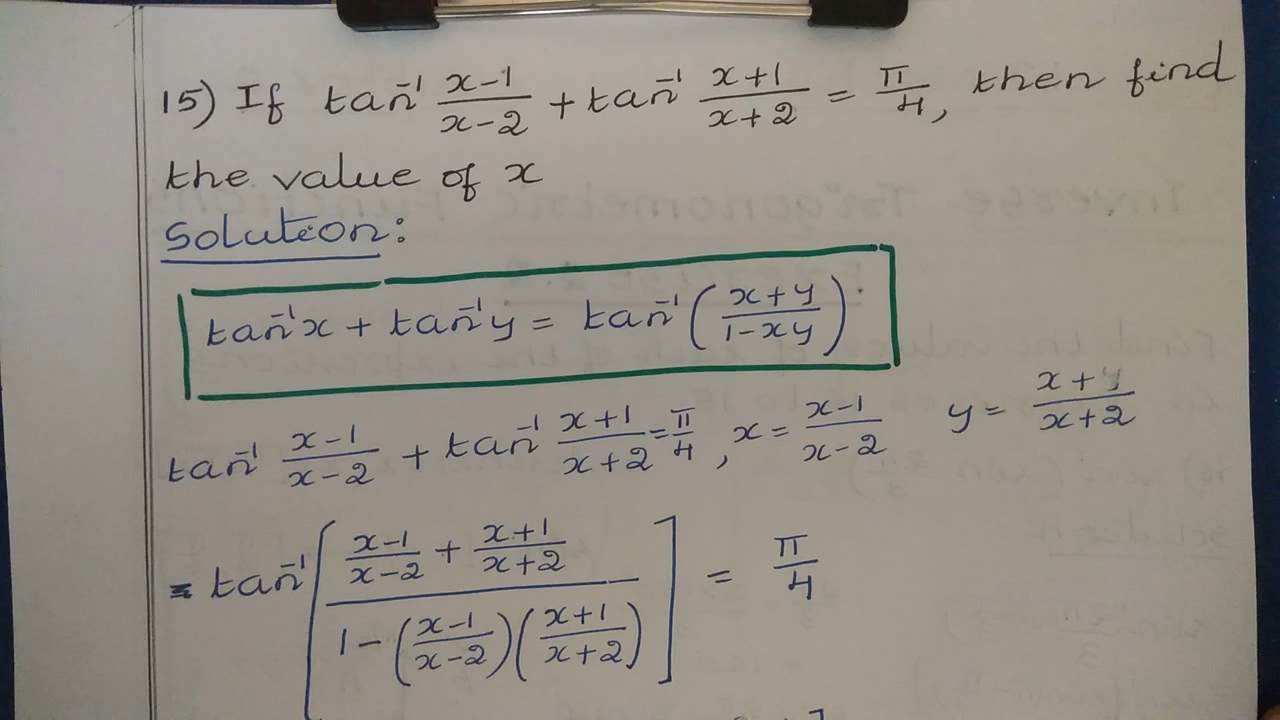 15) If tan⁻¹ (x-1)/(x-2) + tan⁻¹ (x+1)/(x+2) = π/4, then find
the value of x
Solution:
tan⁻¹x + tan⁻¹y = tan⁻¹((x+y)/(1-xy))
tan⁻¹ (x-1)/(x-2) + tan⁻¹ (x+1)/(x+2) = π/4, x = (x-1)/(x-2) y = (x+1)/(x+2)
= tan⁻¹[((x-1)/(x-2) + (x+1)/(x+2))/(1-((x-1)/(x-2))((x+1)/(x+2)))] = π/4